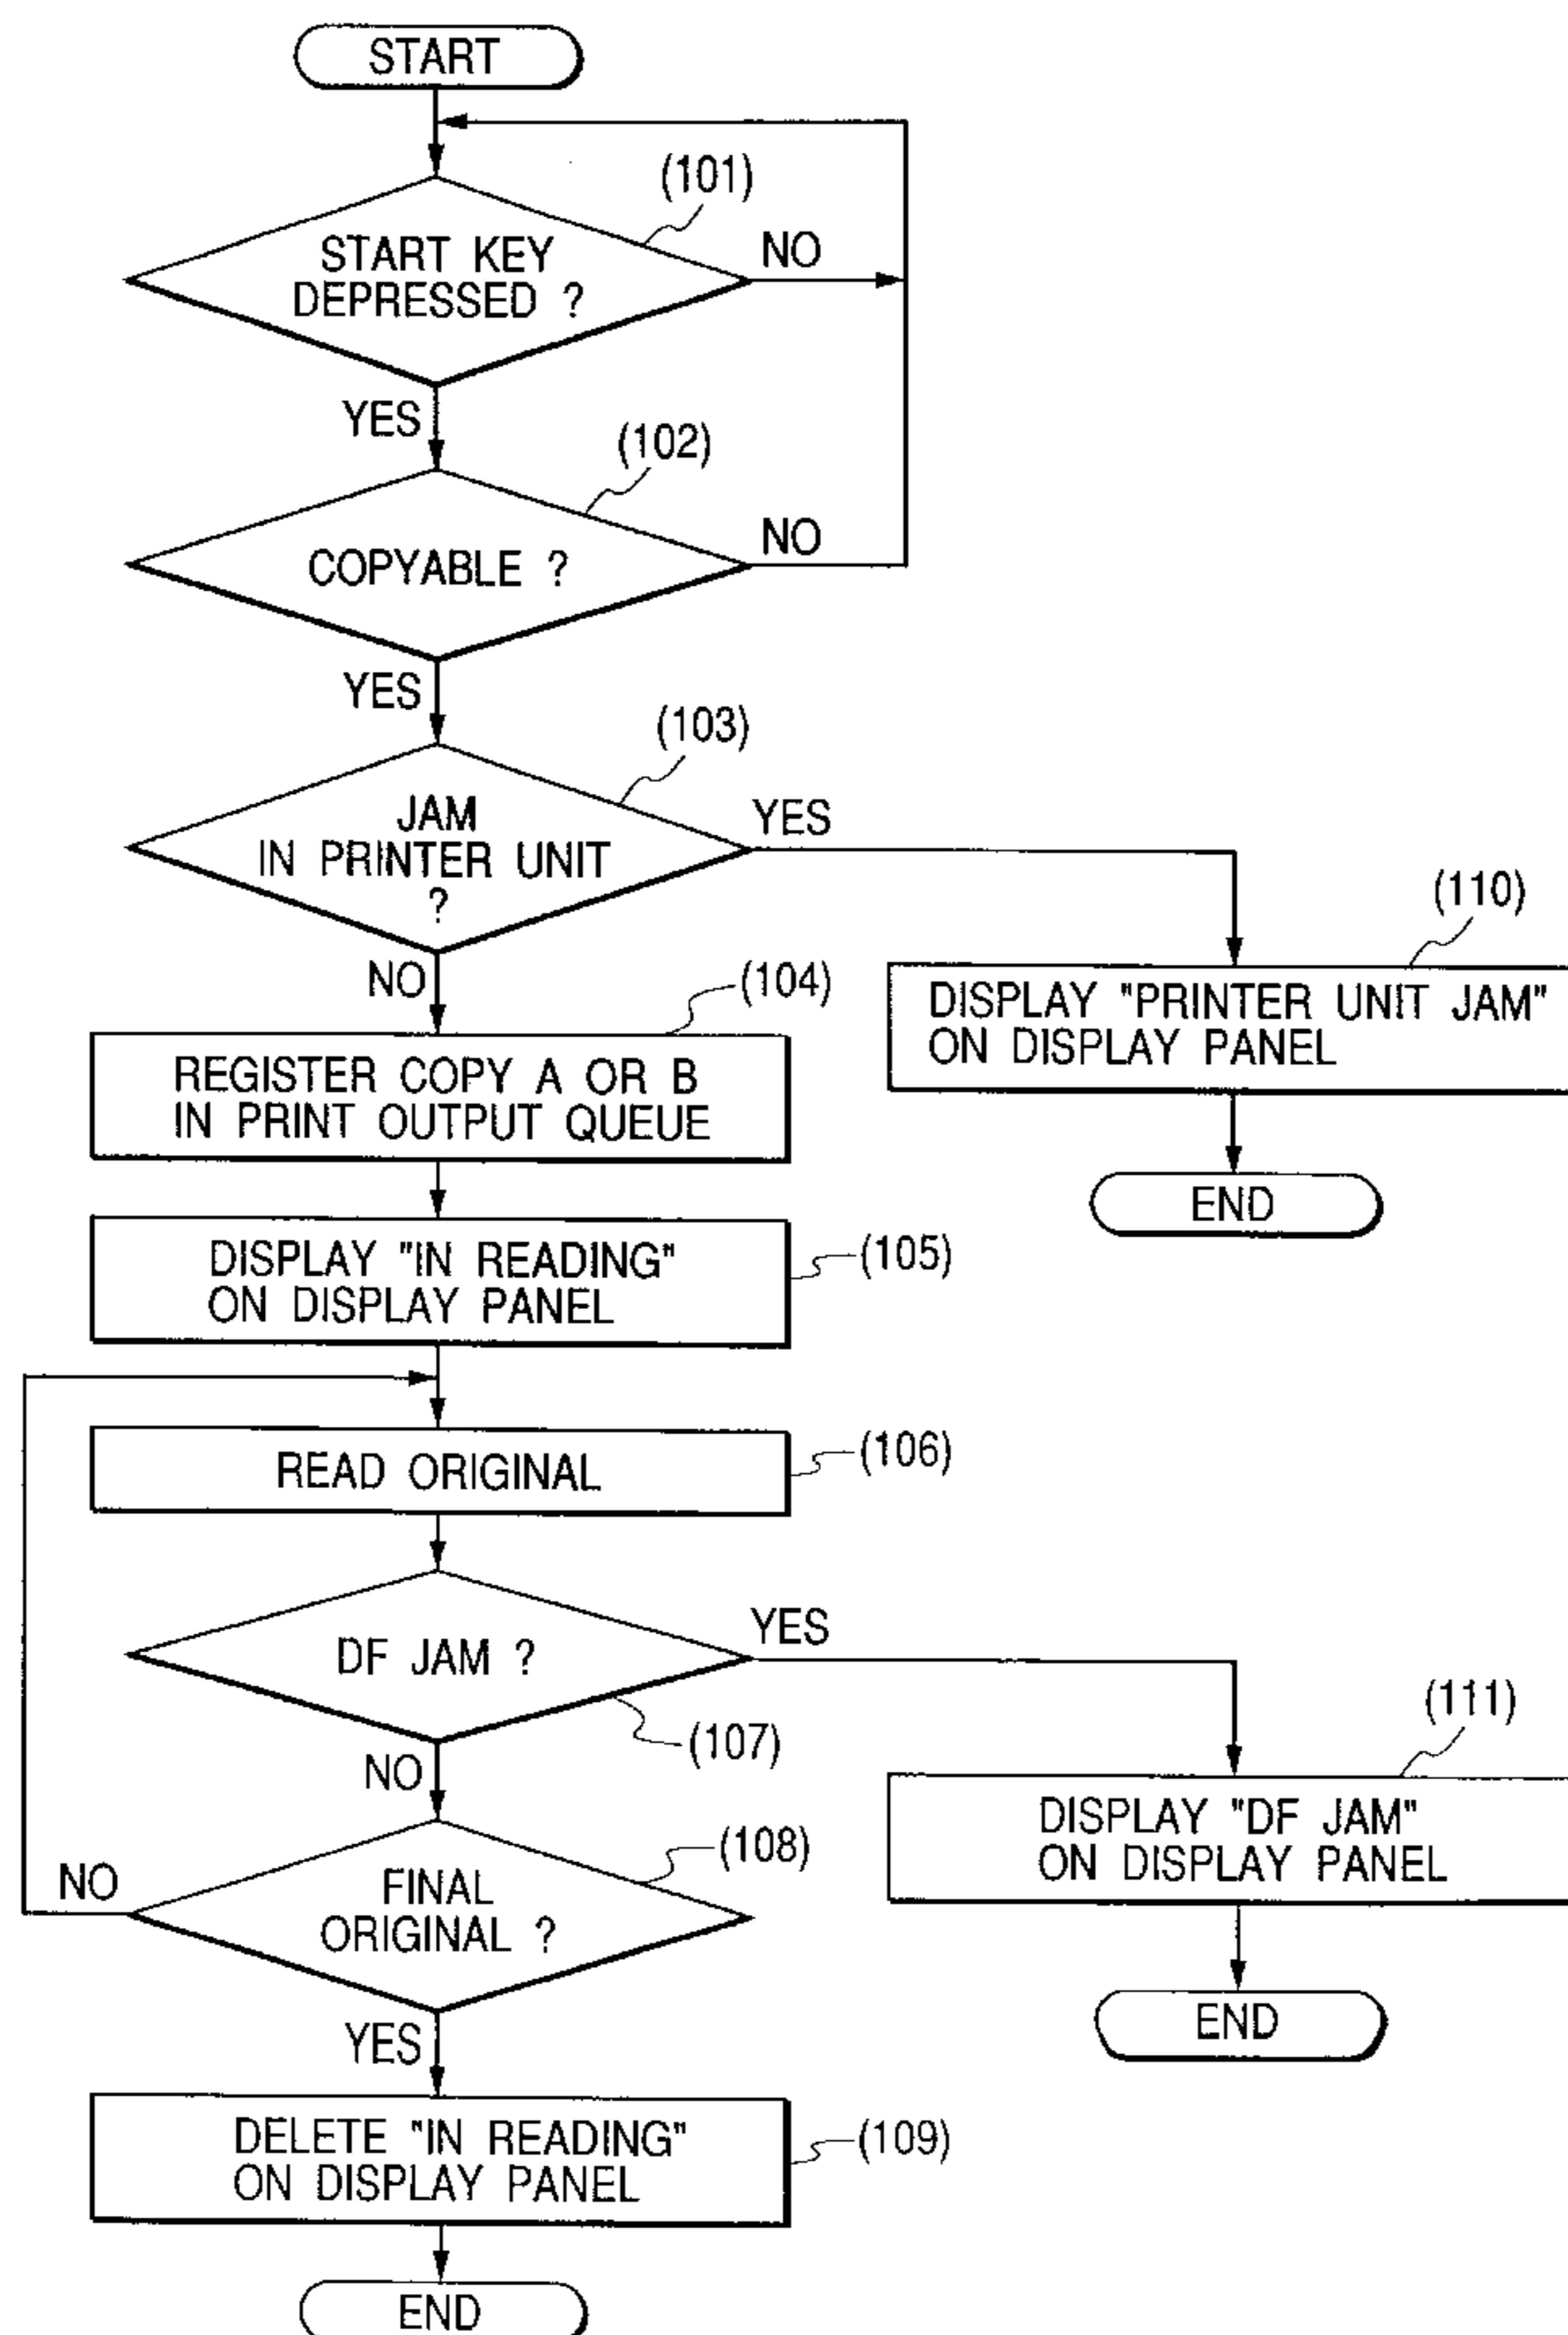 START
(101)
START KEY
DEPRESSED ?
NO
YES
(102)
COPYABLE ?
NO
YES
(103)
JAM
IN PRINTER UNIT
?
YES
NO
(110)
DISPLAY "PRINTER UNIT JAM"
ON DISPLAY PANEL
END
(104)
REGISTER COPY A OR B
IN PRINT OUTPUT QUEUE
DISPLAY "IN READING"
ON DISPLAY PANEL
(105)
READ ORIGINAL
(106)
DF JAM ?
YES
(107)
NO
(111)
DISPLAY "DF JAM"
ON DISPLAY PANEL
END
(108)
FINAL
ORIGINAL ?
NO
YES
DELETE "IN READING"
ON DISPLAY PANEL
(109)
END